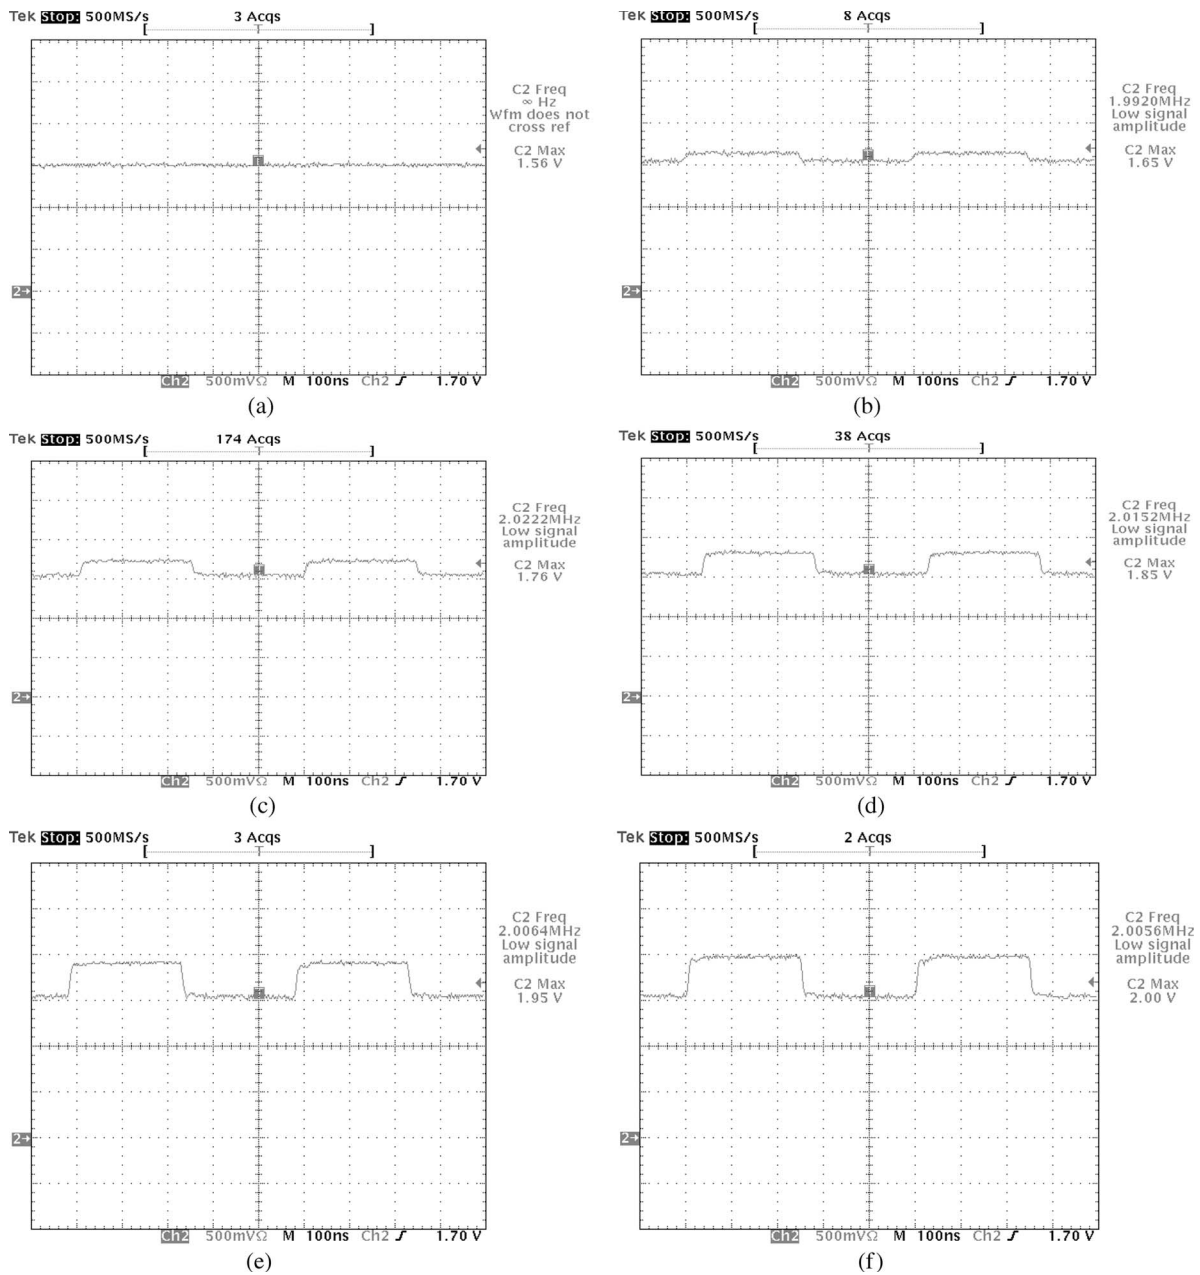 Tek Stop: 500MS/s 3 Acqs
[ T ]
C2 Freq
∞ Hz
Wfm does not
cross ref
C2 Max
1.56 V
T
2→
Ch2 500mVΩ M 100ns Ch2 ƒ 1.70 V
(a)
Tek Stop: 500MS/s 8 Acqs
[ T ]
C2 Freq
1.9920MHz
Low signal
amplitude
C2 Max
1.65 V
T
2→
Ch2 500mVΩ M 100ns Ch2 ƒ 1.70 V
(b)
Tek Stop: 500MS/s 174 Acqs
[ T ]
C2 Freq
2.0222MHz
Low signal
amplitude
C2 Max
1.76 V
T
2→
Ch2 500mVΩ M 100ns Ch2 ƒ 1.70 V
(c)
Tek Stop: 500MS/s 38 Acqs
[ T ]
C2 Freq
2.0152MHz
Low signal
amplitude
C2 Max
1.85 V
T
2→
Ch2 500mVΩ M 100ns Ch2 ƒ 1.70 V
(d)
Tek Stop: 500MS/s 3 Acqs
[ T ]
C2 Freq
2.0064MHz
Low signal
amplitude
C2 Max
1.95 V
T
2→
Ch2 500mVΩ M 100ns Ch2 ƒ 1.70 V
(e)
Tek Stop: 500MS/s 2 Acqs
[ T ]
C2 Freq
2.0056MHz
Low signal
amplitude
C2 Max
2.00 V
T
2→
Ch2 500mVΩ M 100ns Ch2 ƒ 1.70 V
(f)